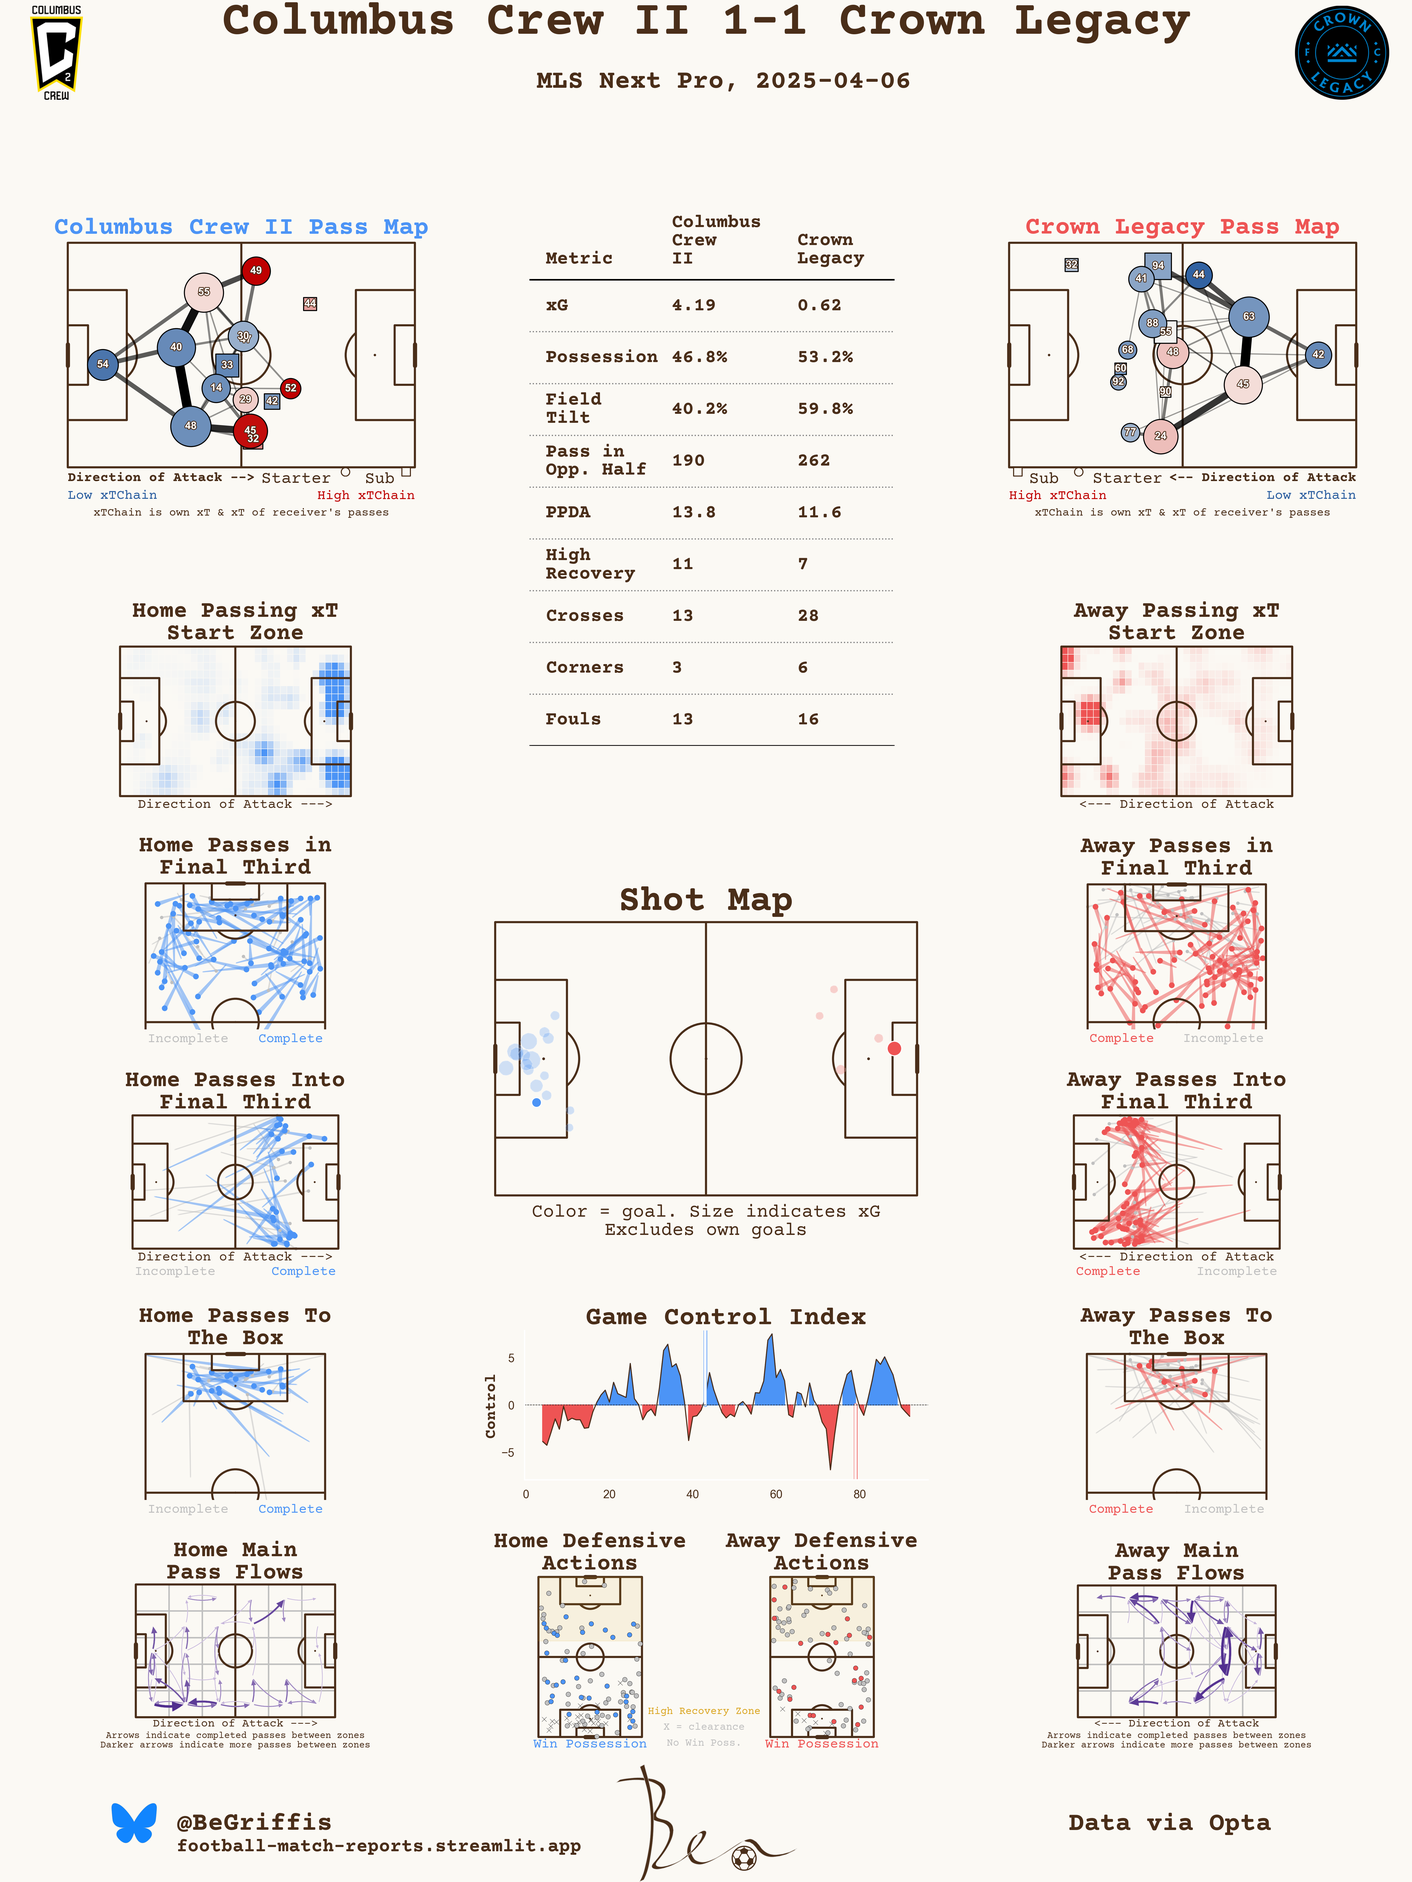 COLUMBUS
2
CREW
Columbus Crew II 1-1 Crown Legacy
MLS Next Pro, 2025-04-06
CROWN
F C
LEGACY
Columbus Crew II Pass Map
49
55
44
30
40
54
33
14
52
29
42
48
45
32
Direction of Attack --> Starter Sub
Low xTChain High xTChain
xTChain is own xT & xT of receiver's passes
Metric Columbus Crew II Crown Legacy
xG 4.19 0.62
Possession 46.8% 53.2%
Field Tilt 40.2% 59.8%
Pass in Opp. Half 190 262
PPDA 13.8 11.6
High Recovery 11 7
Crosses 13 28
Corners 3 6
Fouls 13 16
Crown Legacy Pass Map
32
94
41
44
63
88
55
68
48
42
60
92
90
45
77
24
Sub Starter <-- Direction of Attack
High xTChain Low xTChain
xTChain is own xT & xT of receiver's passes
Home Passing xT
Start Zone
Direction of Attack --->
Away Passing xT
Start Zone
<--- Direction of Attack
Home Passes in
Final Third
Incomplete Complete
Shot Map
Color = goal. Size indicates xG
Excludes own goals
Away Passes in
Final Third
Complete Incomplete
Home Passes Into
Final Third
Direction of Attack --->
Incomplete Complete
Away Passes Into
Final Third
<--- Direction of Attack
Complete Incomplete
Home Passes To
The Box
Incomplete Complete
Game Control Index
Control
5
0
−5
0 20 40 60 80
Away Passes To
The Box
Complete Incomplete
Home Main
Pass Flows
Direction of Attack --->
Arrows indicate completed passes between zones
Darker arrows indicate more passes between zones
Home Defensive
Actions
Win Possession
Away Defensive
Actions
Win Possession
High Recovery Zone
X = clearance
No Win Poss.
Away Main
Pass Flows
<--- Direction of Attack
Arrows indicate completed passes between zones
Darker arrows indicate more passes between zones
@BeGriffis
football-match-reports.streamlit.app
Ben
Data via Opta